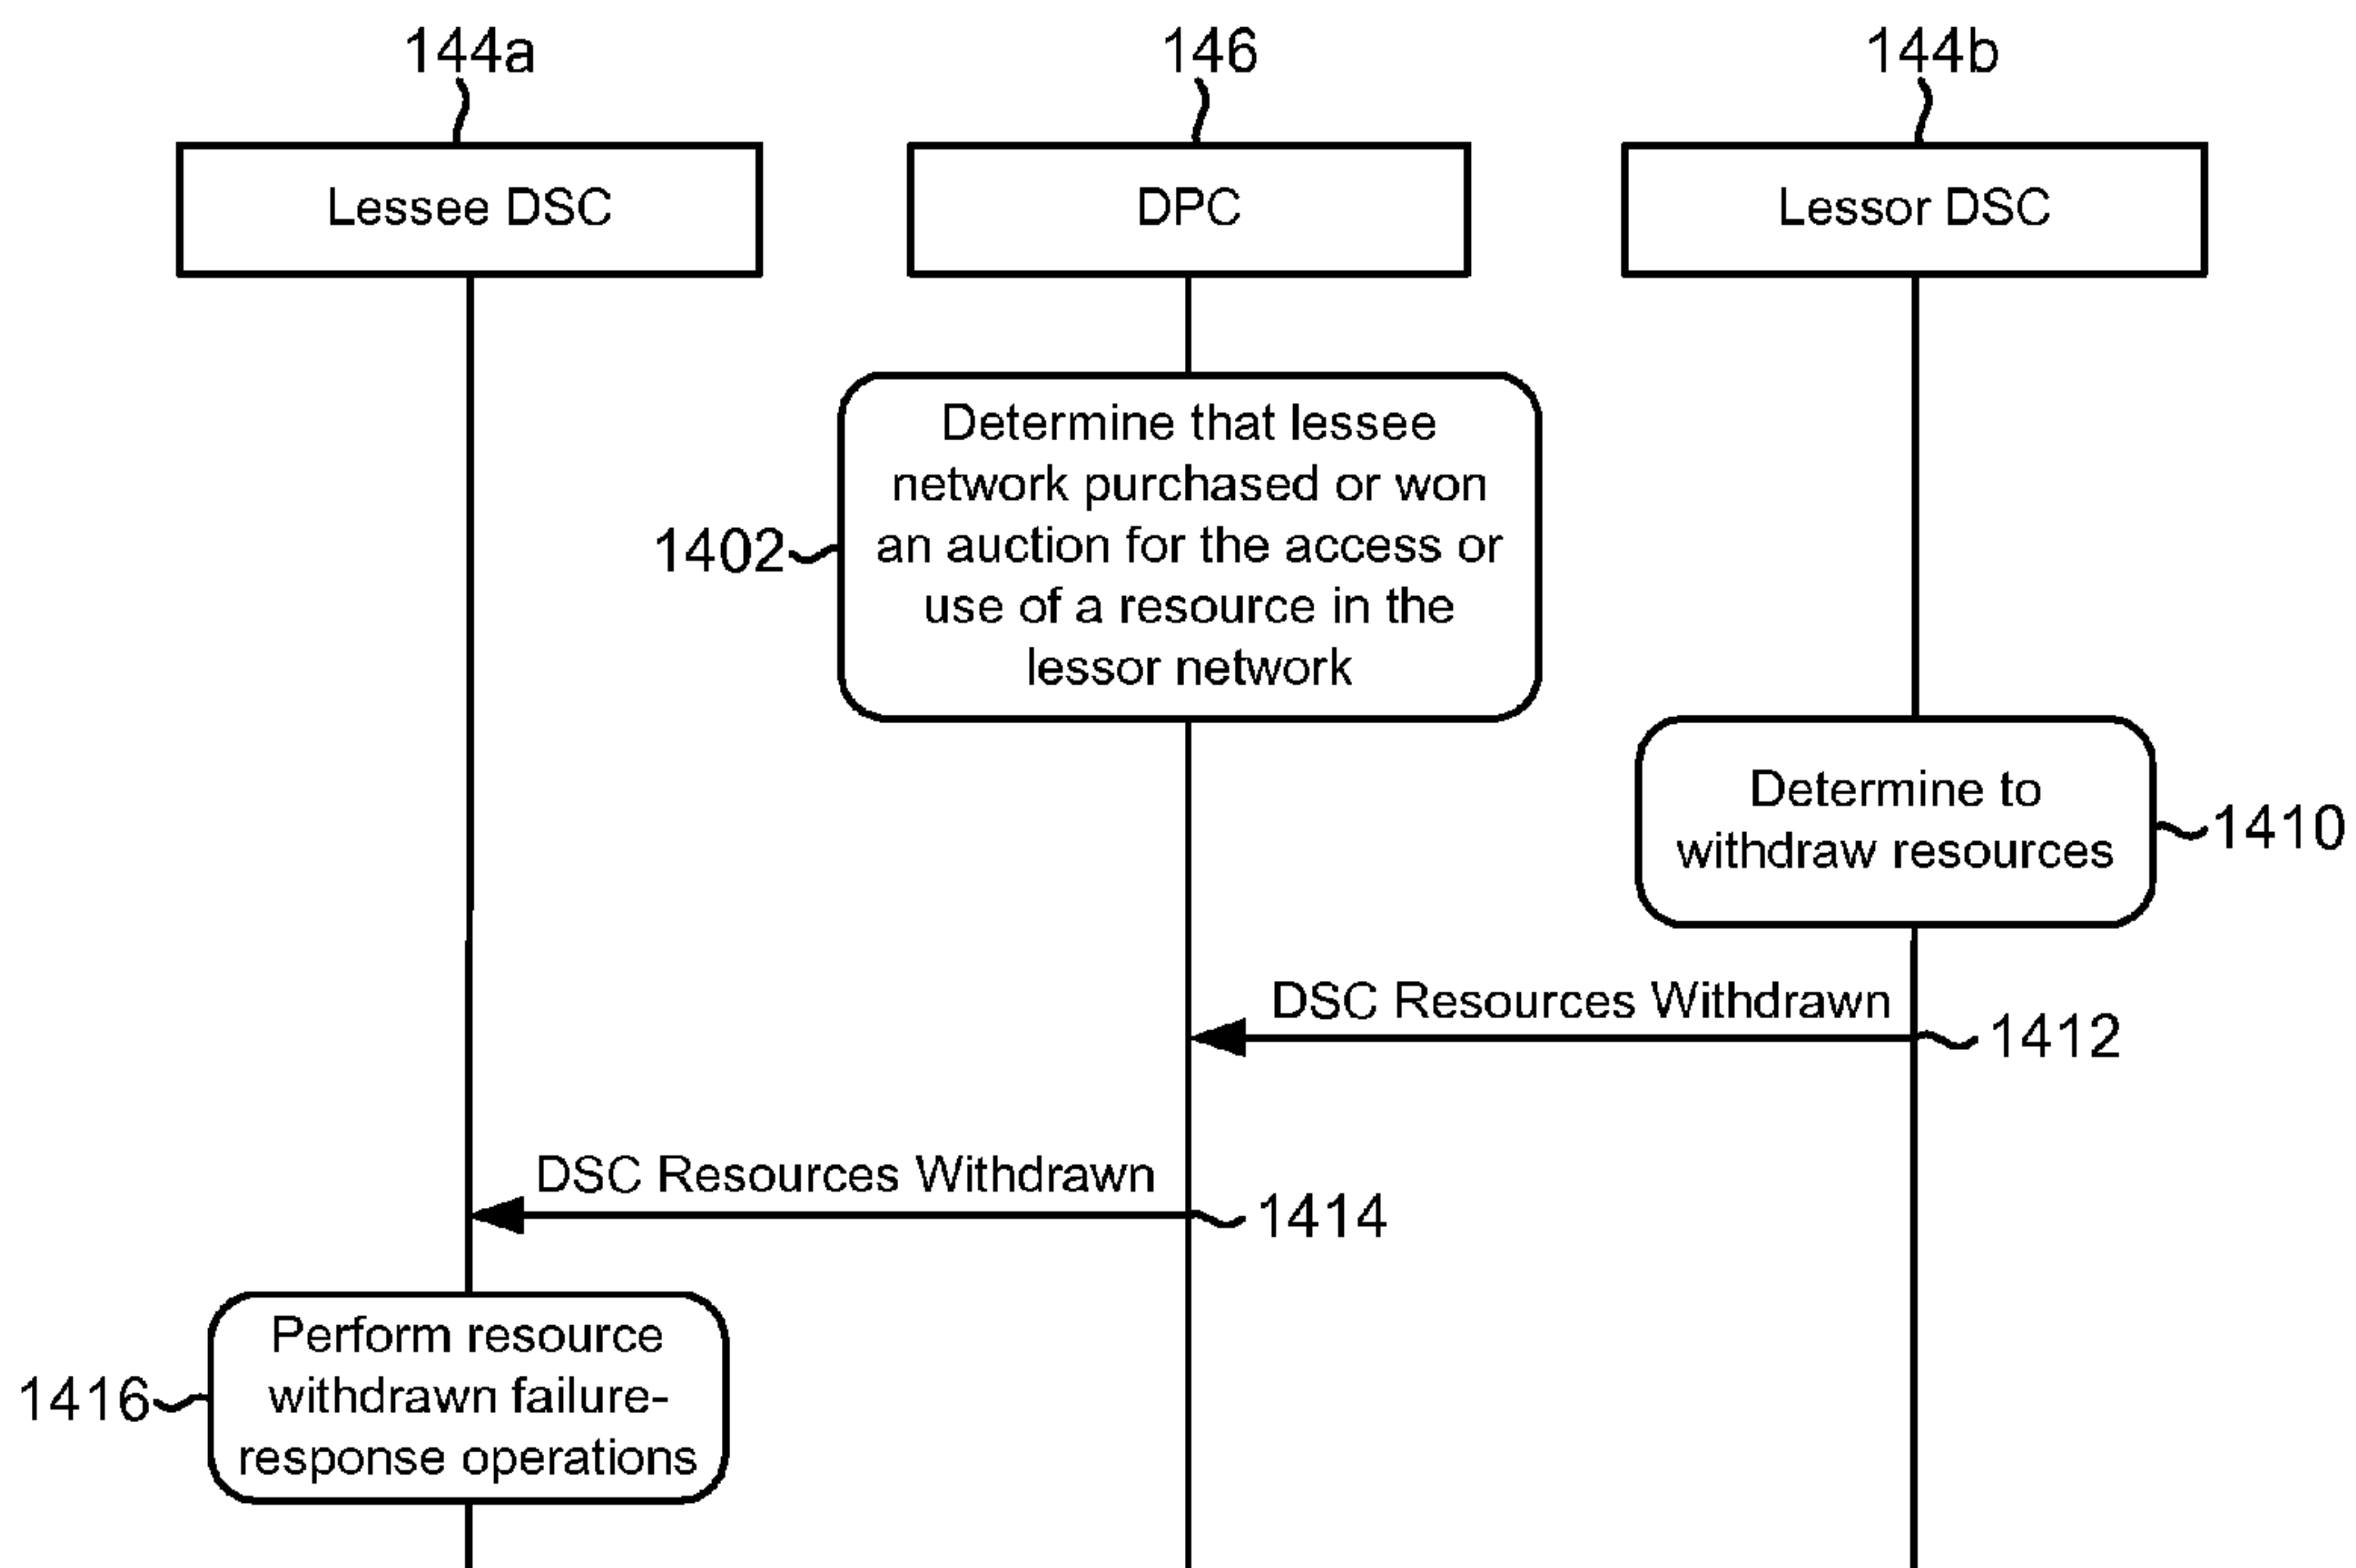 144a
146
144b
Lessee DSC
DPC
Lessor DSC
Determine that lessee
network purchased or won
an auction for the access or
use of a resource in the
lessor network
1402
Determine to
withdraw resources
1410
DSC Resources Withdrawn
1412
DSC Resources Withdrawn
1414
Perform resource
withdrawn failure-
response operations
1416